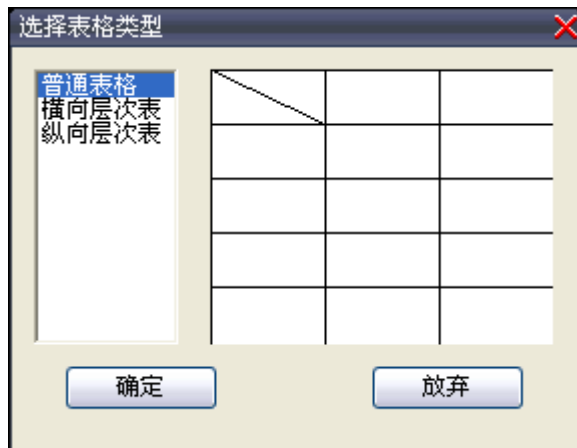 选择表格类型
普通表格
横向层次表
纵向层次表
确定
放弃